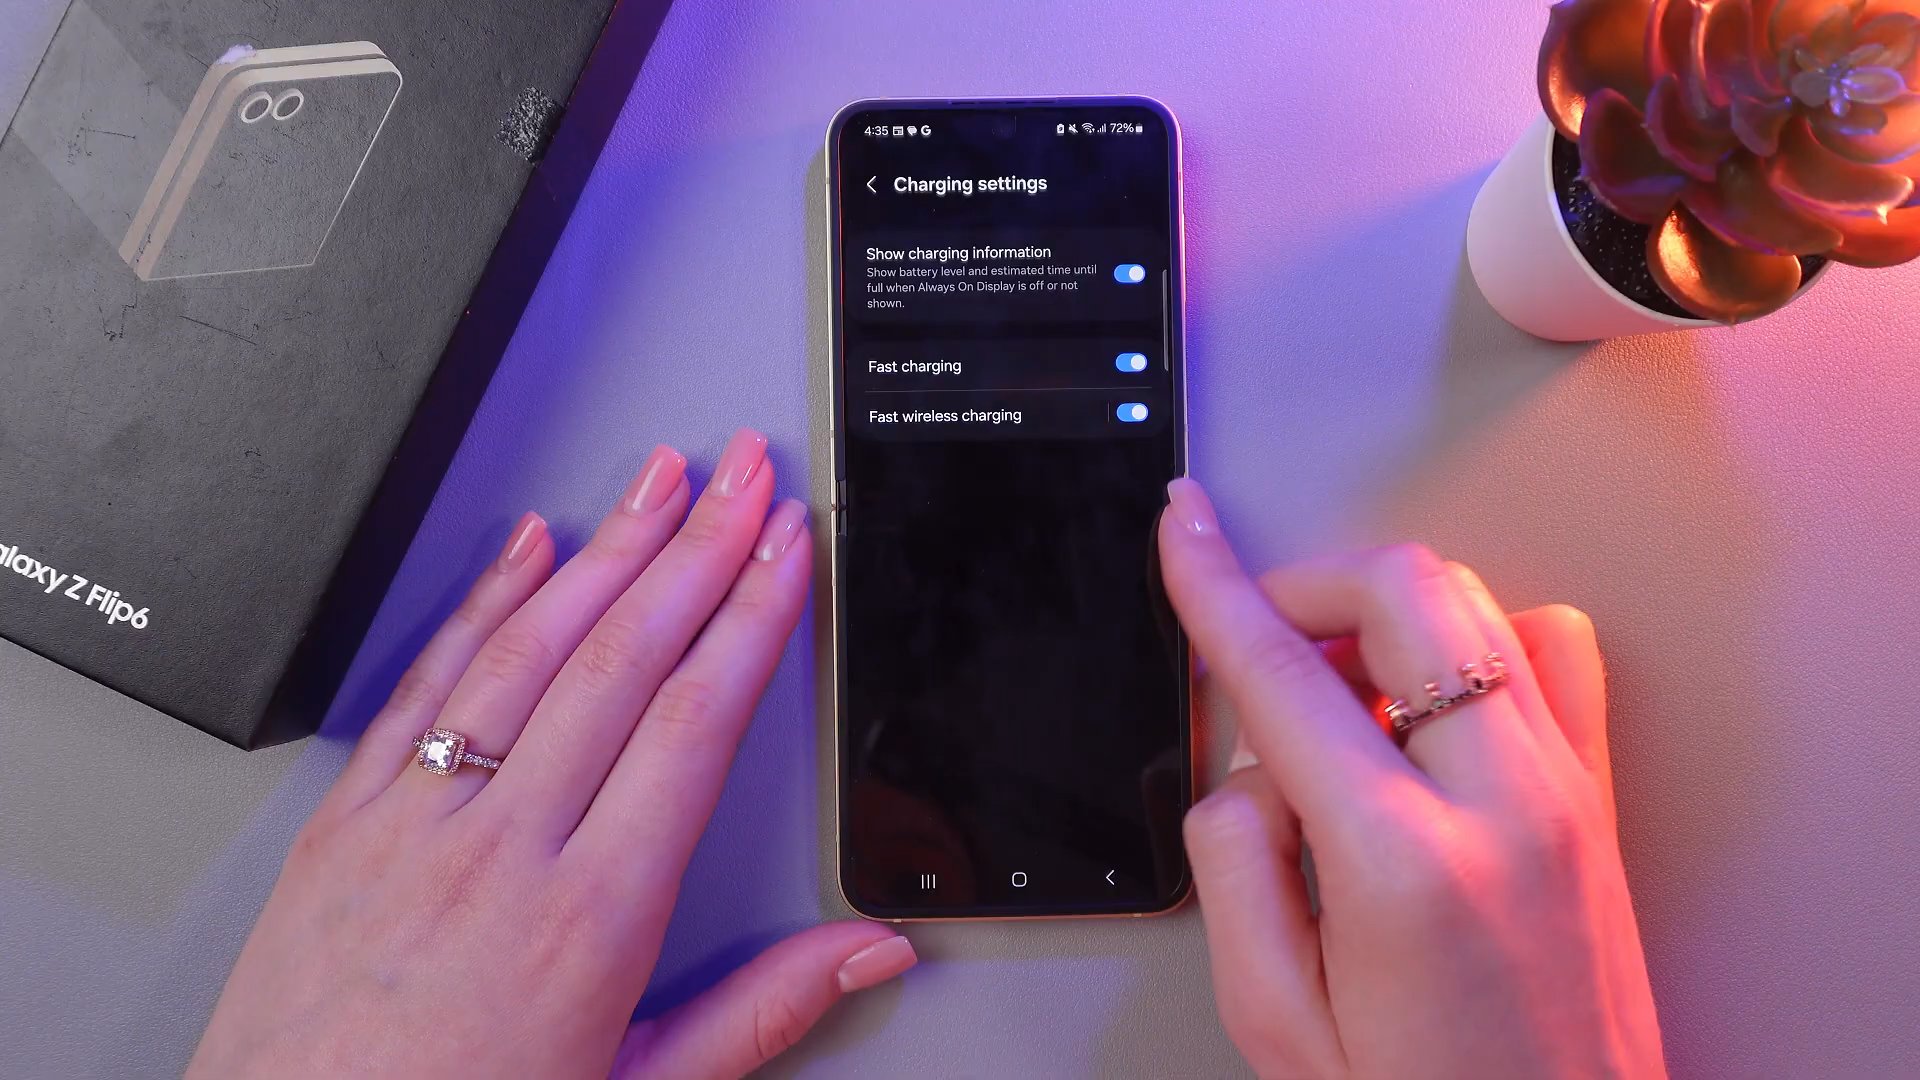 4:35
72%
Charging settings
Show charging information
Show battery level and estimated time until
full when Always On Display is off or not
shown.
Fast charging
Fast wireless charging
alaxy Z Flip6